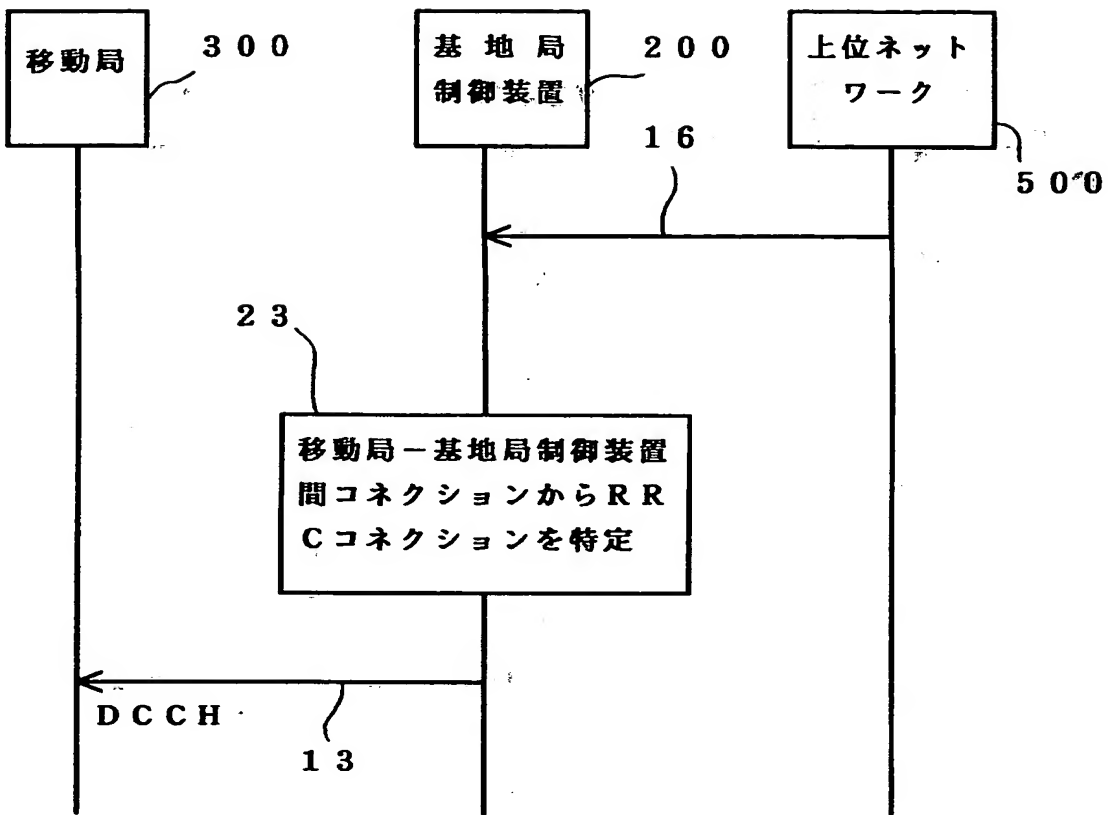 移動局
３００
基地局
制御装置
２００
上位ネット
ワーク
５００
１６
２３
移動局－基地局制御装置
間コネクションからＲＲ
Ｃコネクションを特定
ＤＣＣＨ
１３